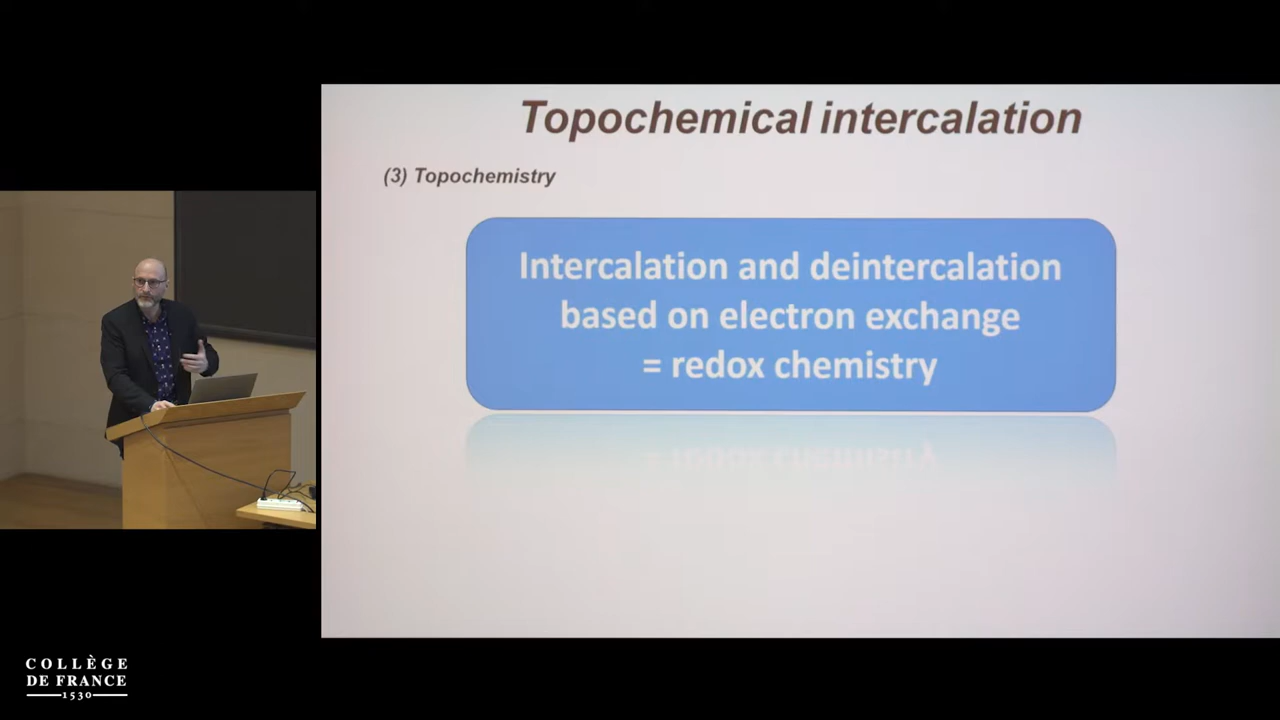 Topochemical intercalation
(3) Topochemistry
Intercalation and deintercalation
based on electron exchange
= redox chemistry
COLLÈGE
DE FRANCE
1530